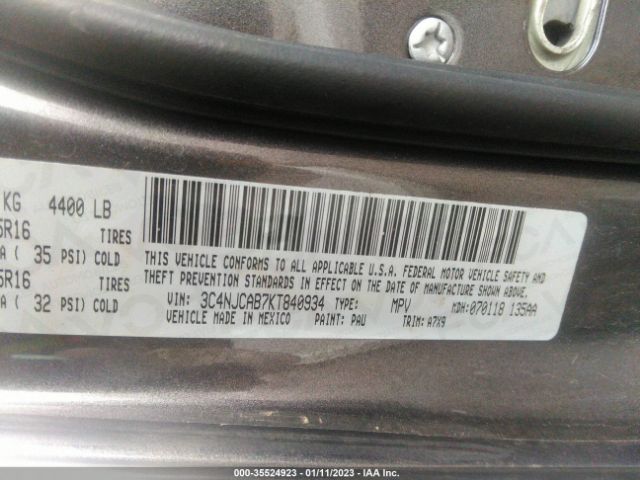 KG 4400 LB
5R16 TIRES
A ( 35 PSI) COLD
5R16 TIRES
A ( 32 PSI) COLD
THIS VEHICLE CONFORMS TO ALL APPLICABLE U.S.A. FEDERAL MOTOR VEHICLE SAFETY AND
THEFT PREVENTION STANDARDS IN EFFECT ON THE DATE OF MANUFACTURE SHOWN ABOVE.
VIN: 3C4NJCAB7KT840934 TYPE: MPV MDH:070118 135AA
VEHICLE MADE IN MEXICO PAINT: PAU TRIM: A7X9
000-35524923 - 01/11/2023 - IAA Inc.